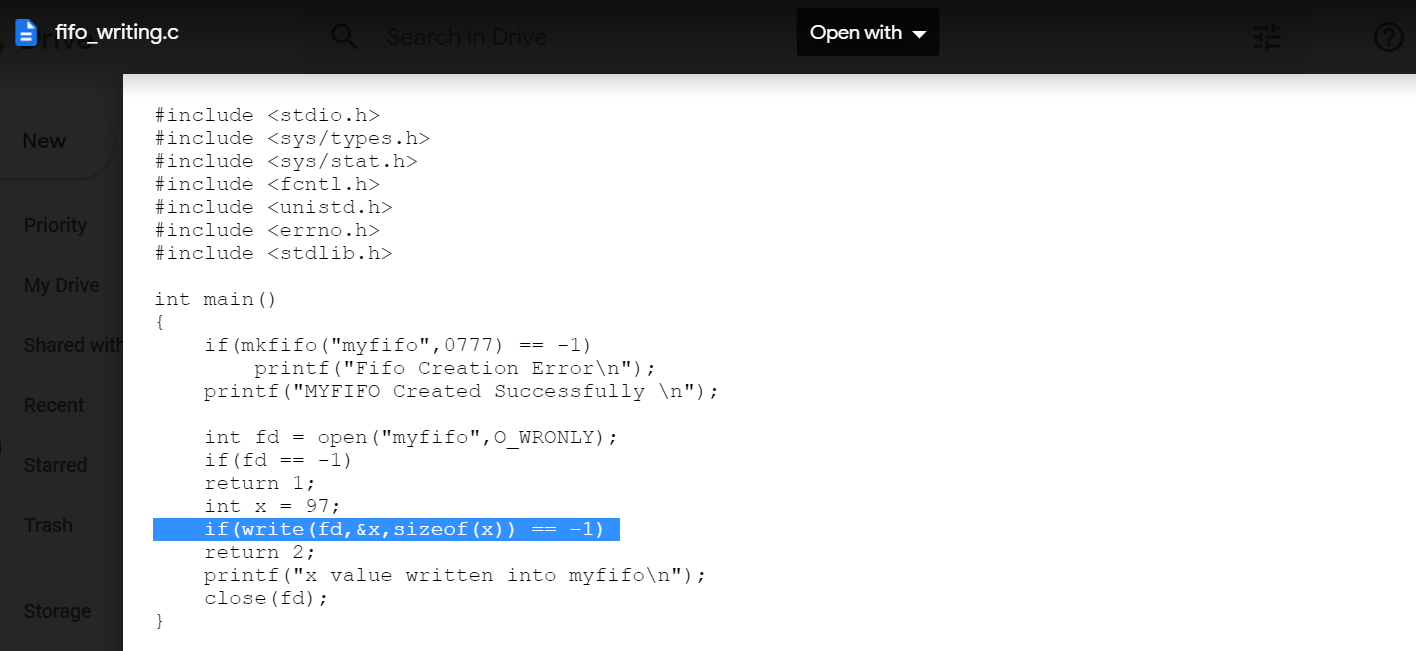 fifo_writing.c
Search in Drive
Open with
New
Priority
My Drive
Shared with
Recent
Starred
Trash
Storage
#include <stdio.h>
#include <sys/types.h>
#include <sys/stat.h>
#include <fcntl.h>
#include <unistd.h>
#include <errno.h>
#include <stdlib.h>
int main()
{
    if(mkfifo("myfifo",0777) == -1)
        printf("Fifo Creation Error\n");
    printf("MYFIFO Created Successfully \n");
    int fd = open("myfifo",O_WRONLY);
    if(fd == -1)
    return 1;
    int x = 97;
    if(write(fd,&x,sizeof(x)) == -1)
    return 2;
    printf("x value written into myfifo\n");
    close(fd);
}